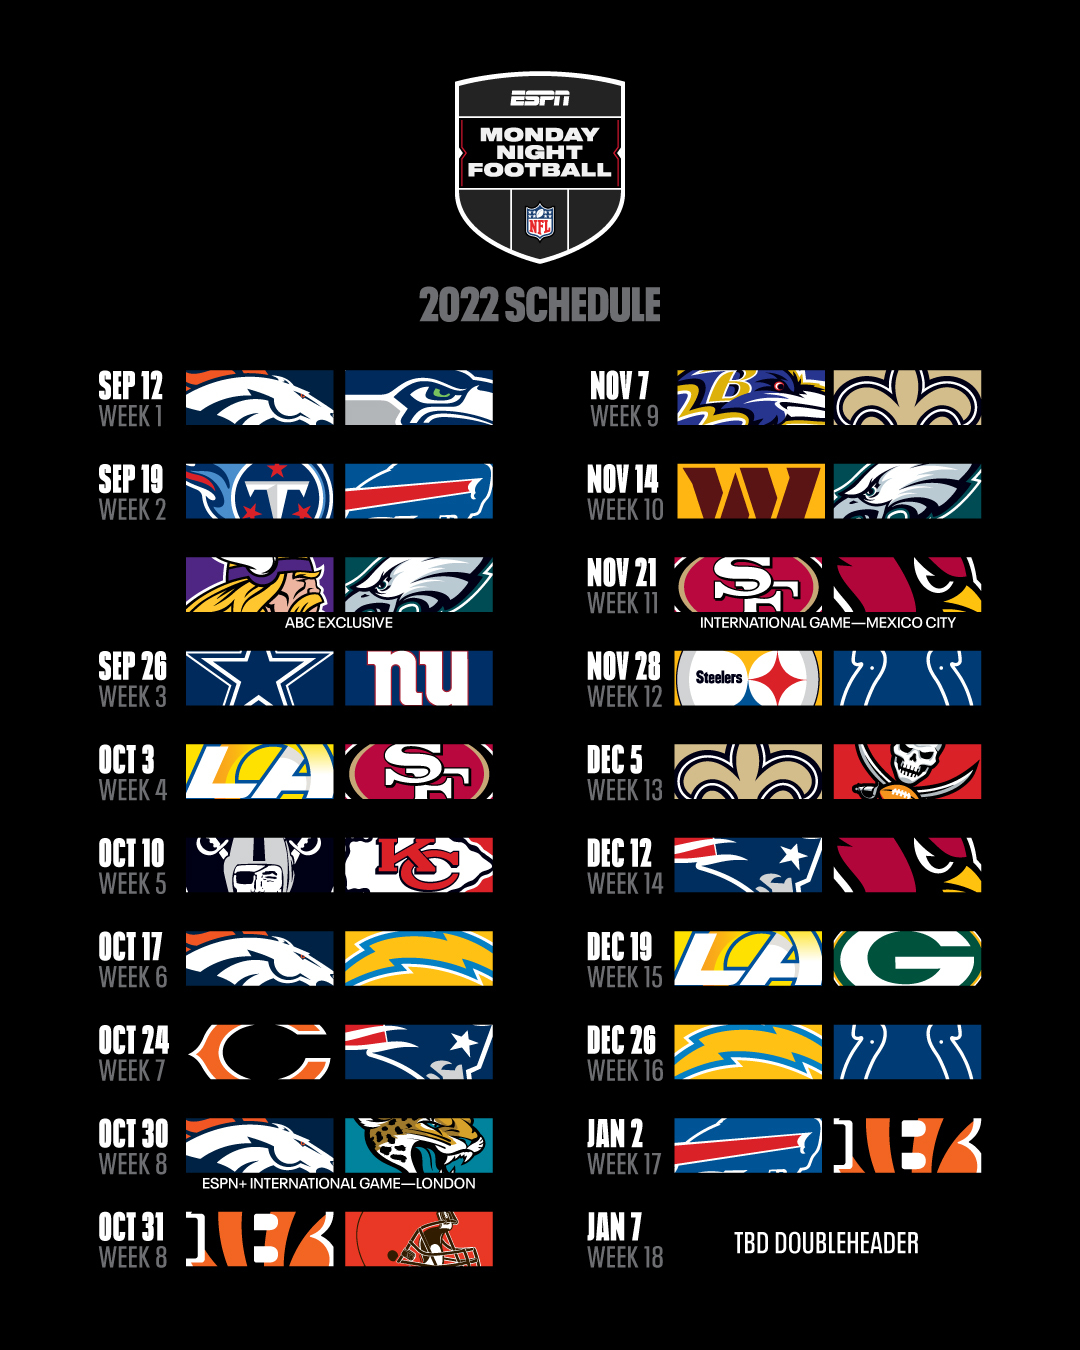 ESPN
MONDAY
NIGHT
FOOTBALL
NFL
2022 SCHEDULE
SEP 12
WEEK 1
SEP 19
WEEK 2
T
ABC EXCLUSIVE
SEP 26
WEEK 3
ny
OCT 3
WEEK 4
LA
SF
OCT 10
WEEK 5
KC
OCT 17
WEEK 6
OCT 24
WEEK 7
C
OCT 30
WEEK 8
ESPN+ INTERNATIONAL GAME—LONDON
OCT 31
WEEK 8
B
NOV 7
WEEK 9
B
NOV 14
WEEK 10
W
NOV 21
WEEK 11
SF
INTERNATIONAL GAME—MEXICO CITY
NOV 28
WEEK 12
Steelers
DEC 5
WEEK 13
DEC 12
WEEK 14
DEC 19
WEEK 15
LA
G
DEC 26
WEEK 16
JAN 2
WEEK 17
B
JAN 7
WEEK 18
TBD DOUBLEHEADER